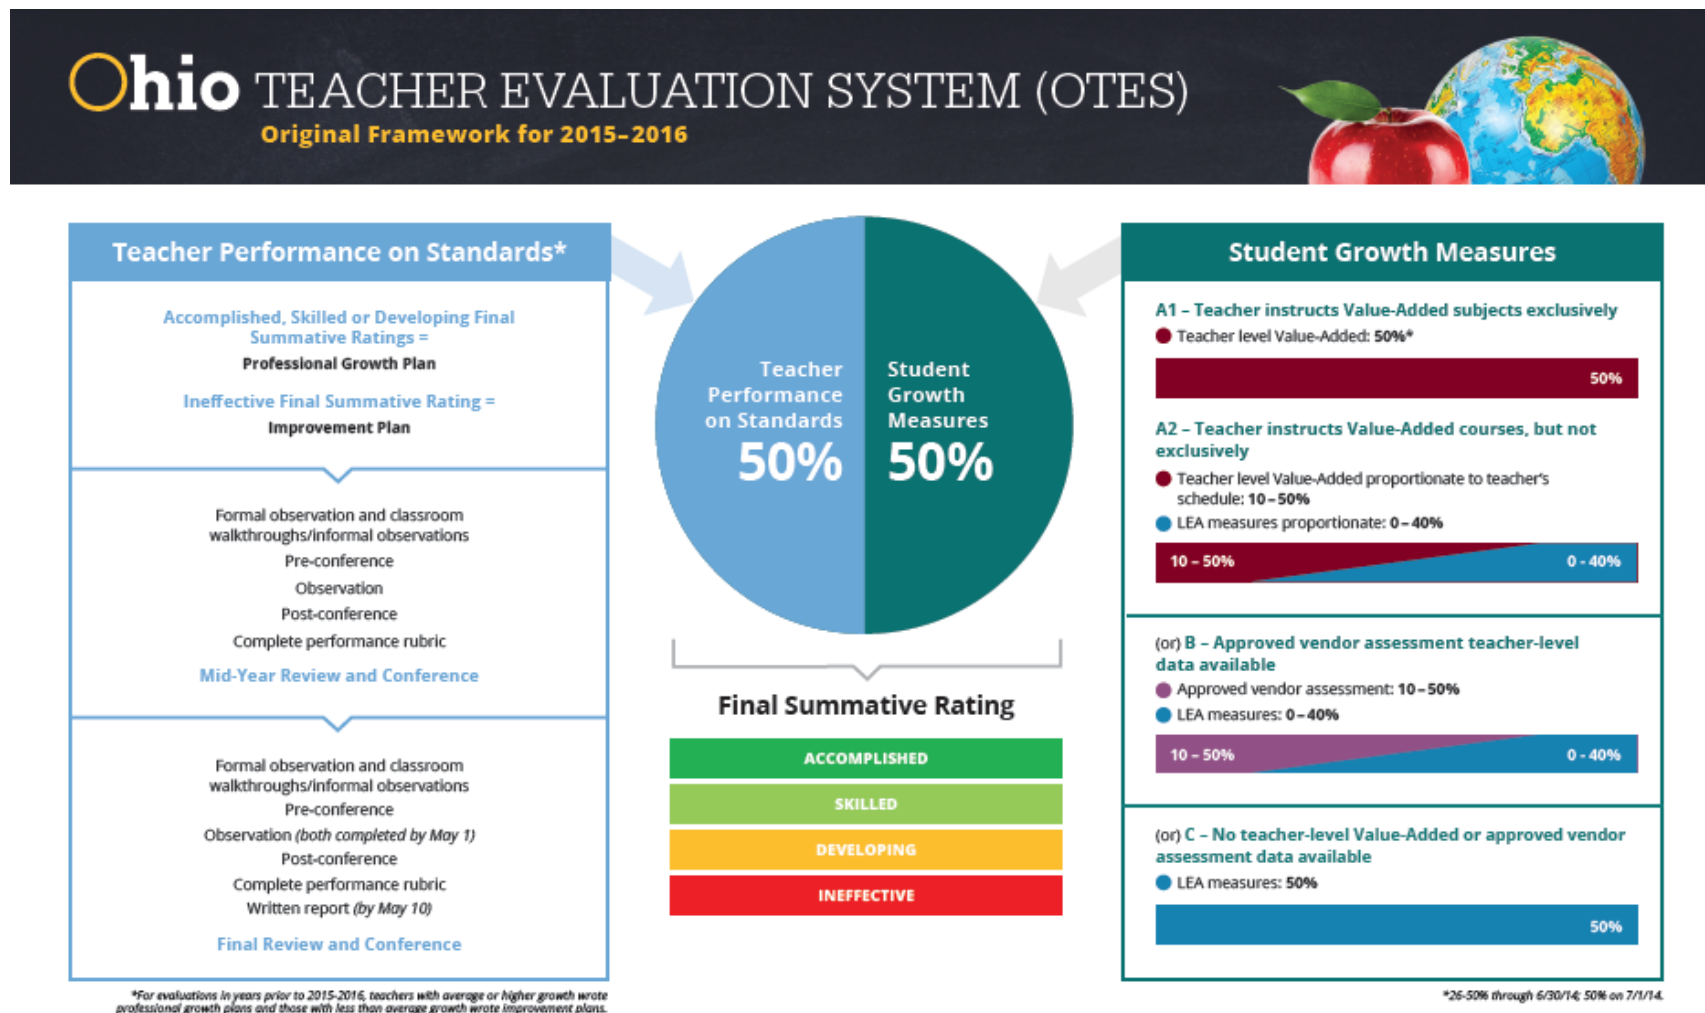 Ohio TEACHER EVALUATION SYSTEM (OTES)
Original Framework for 2015–2016
Teacher Performance on Standards*
Accomplished, Skilled or Developing Final
Summative Ratings =
Professional Growth Plan
Ineffective Final Summative Rating =
Improvement Plan
Formal observation and classroom
walkthroughs/informal observations
Pre-conference
Observation
Post-conference
Complete performance rubric
Mid-Year Review and Conference
Formal observation and classroom
walkthroughs/informal observations
Pre-conference
Observation (both completed by May 1)
Post-conference
Complete performance rubric
Written report (by May 10)
Final Review and Conference
*For evaluations in years prior to 2015-2016, teachers with average or higher growth wrote
professional growth plans and those with less than average growth wrote improvement plans.
Teacher
Performance
on Standards
50%
Student
Growth
Measures
50%
Final Summative Rating
ACCOMPLISHED
SKILLED
DEVELOPING
INEFFECTIVE
Student Growth Measures
A1 – Teacher instructs Value-Added subjects exclusively
Teacher level Value-Added: 50%*
50%
A2 – Teacher instructs Value-Added courses, but not
exclusively
Teacher level Value-Added proportionate to teacher's
schedule: 10–50%
LEA measures proportionate: 0–40%
10 – 50%
0 - 40%
(or) B – Approved vendor assessment teacher-level
data available
Approved vendor assessment: 10–50%
LEA measures: 0–40%
10 – 50%
0 - 40%
(or) C – No teacher-level Value-Added or approved vendor
assessment data available
LEA measures: 50%
50%
*26-50% through 6/30/14; 50% on 7/1/14.